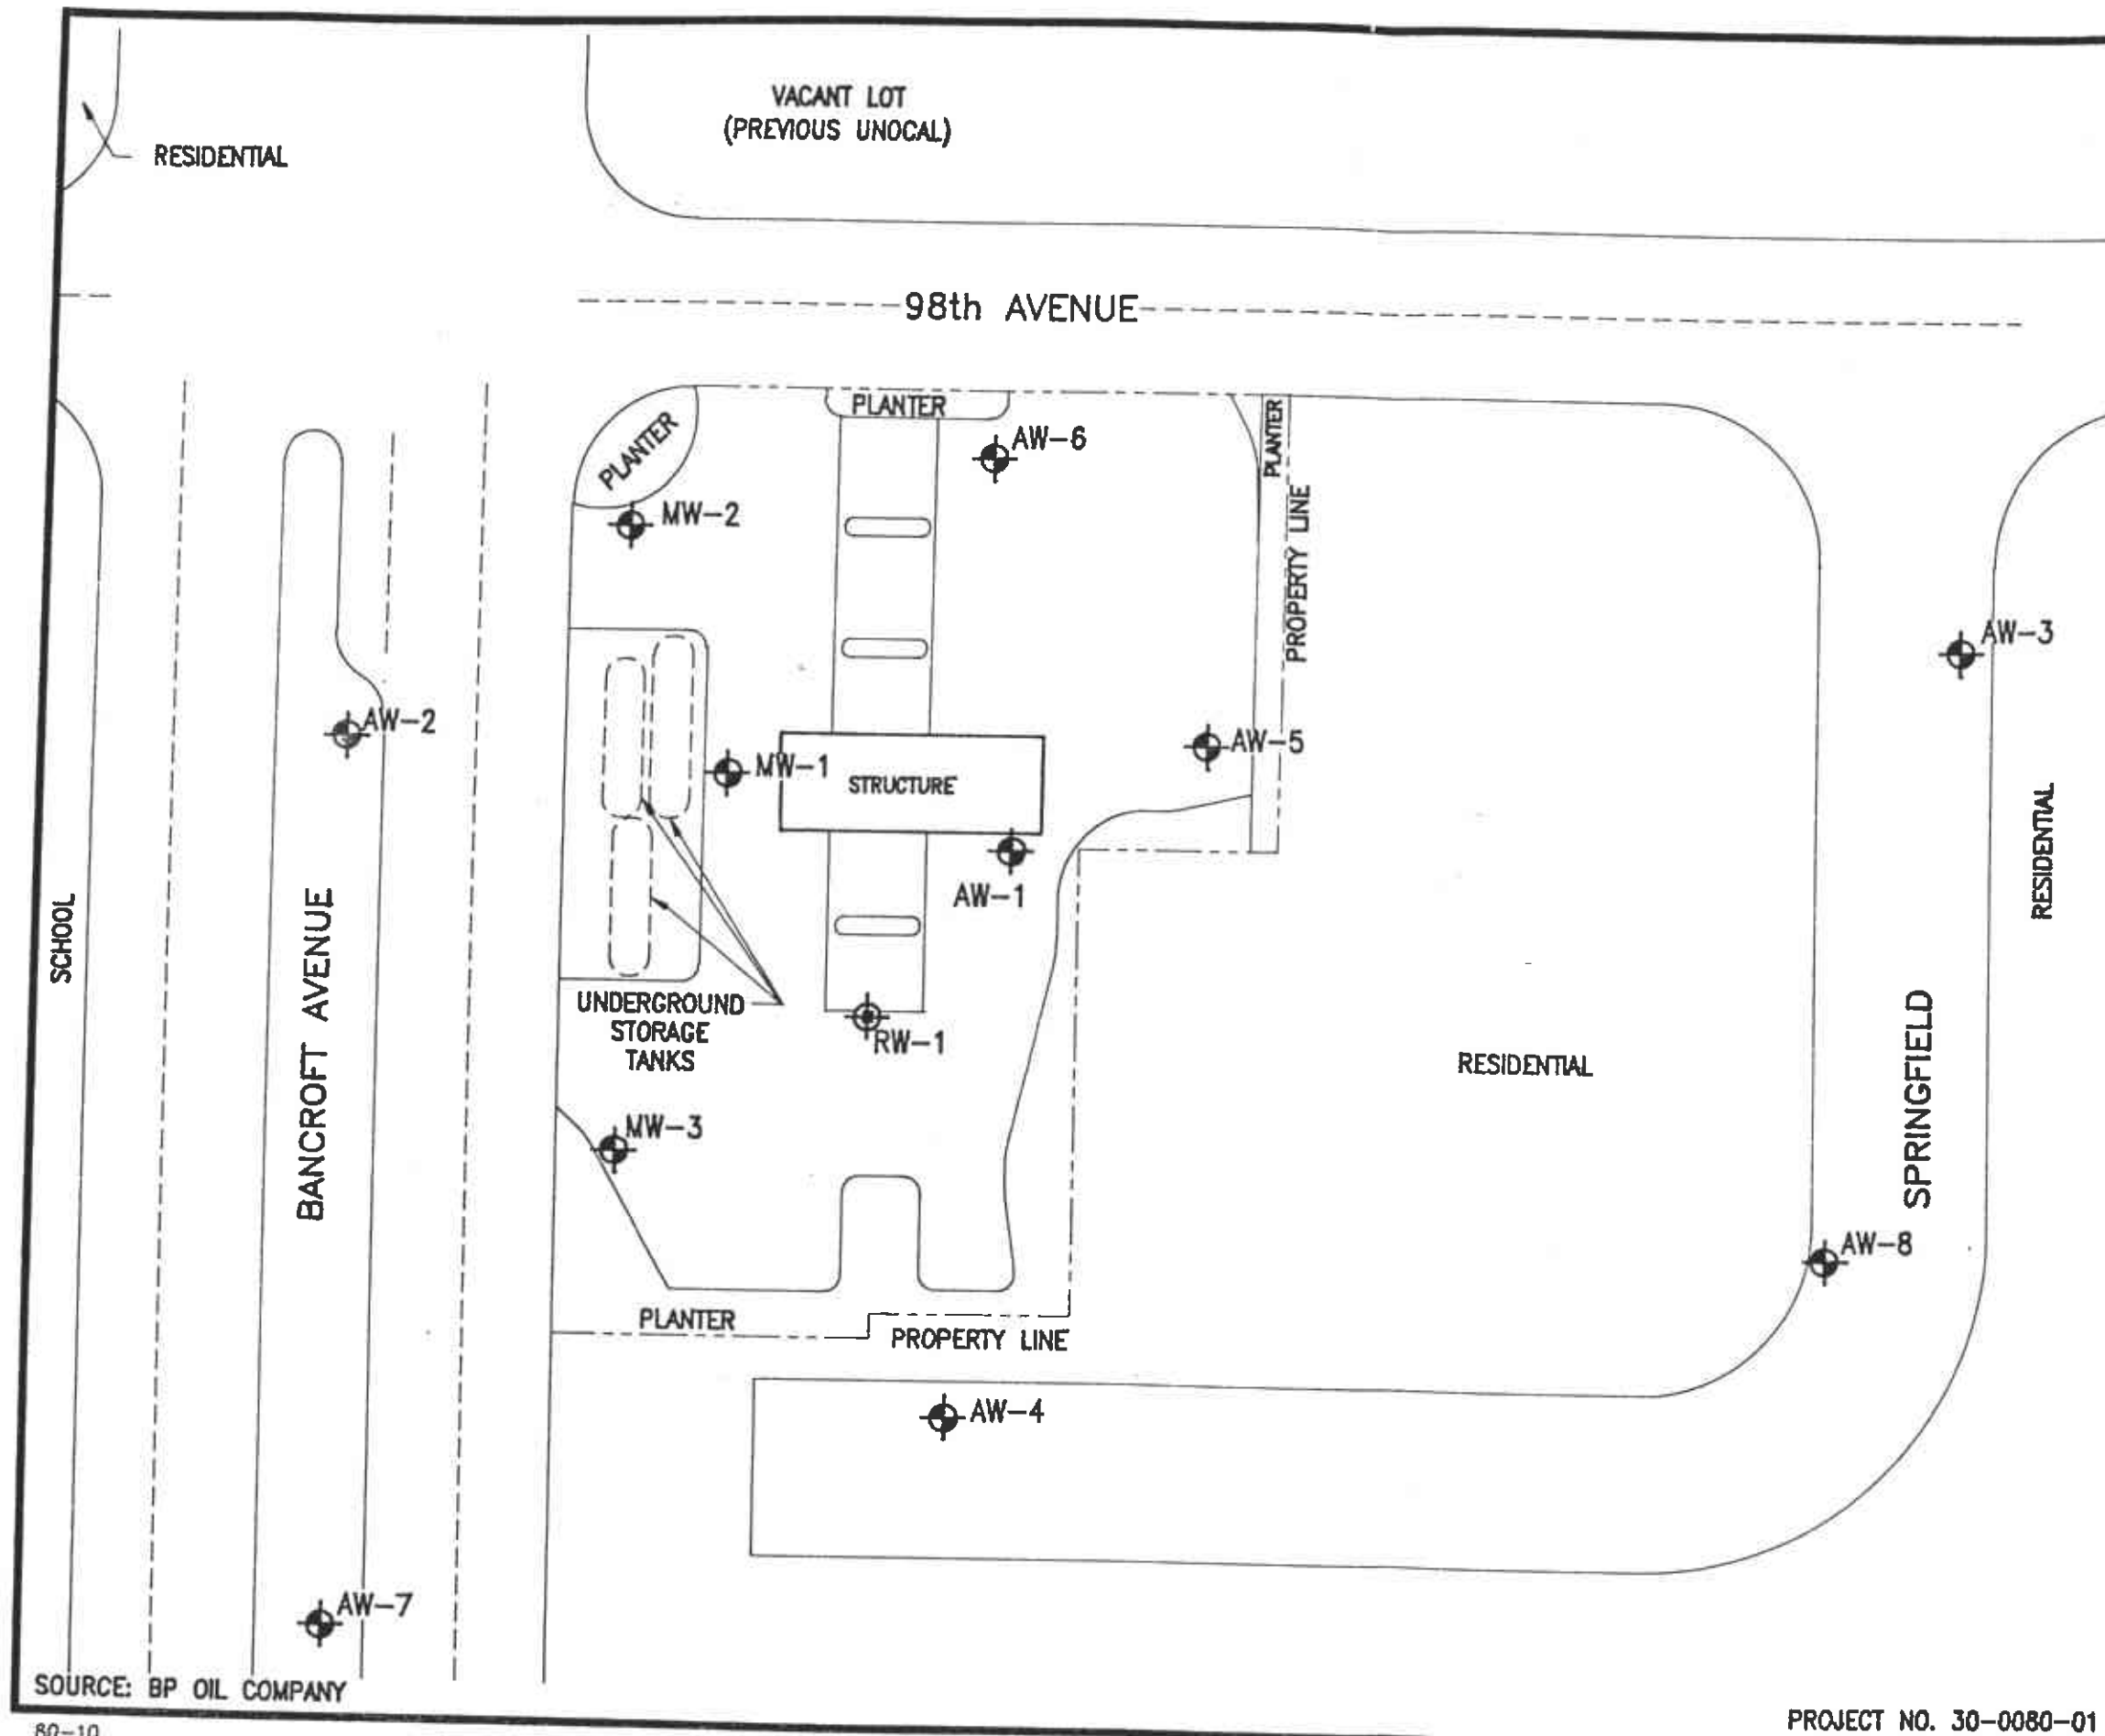 VACANT LOT
(PREVIOUS UNOCAL)
RESIDENTIAL
98th AVENUE
PLANTER
PLANTER
PLANTER
AW-6
MW-2
PROPERTY LINE
AW-3
AW-2
AW-5
MW-1
STRUCTURE
AW-1
RESIDENTIAL
SCHOOL
BANCROFT AVENUE
UNDERGROUND
STORAGE
TANKS
RW-1
RESIDENTIAL
SPRINGFIELD
MW-3
AW-8
PLANTER
PROPERTY LINE
AW-4
AW-7
SOURCE: BP OIL COMPANY
80-10
PROJECT NO. 30-0080-01